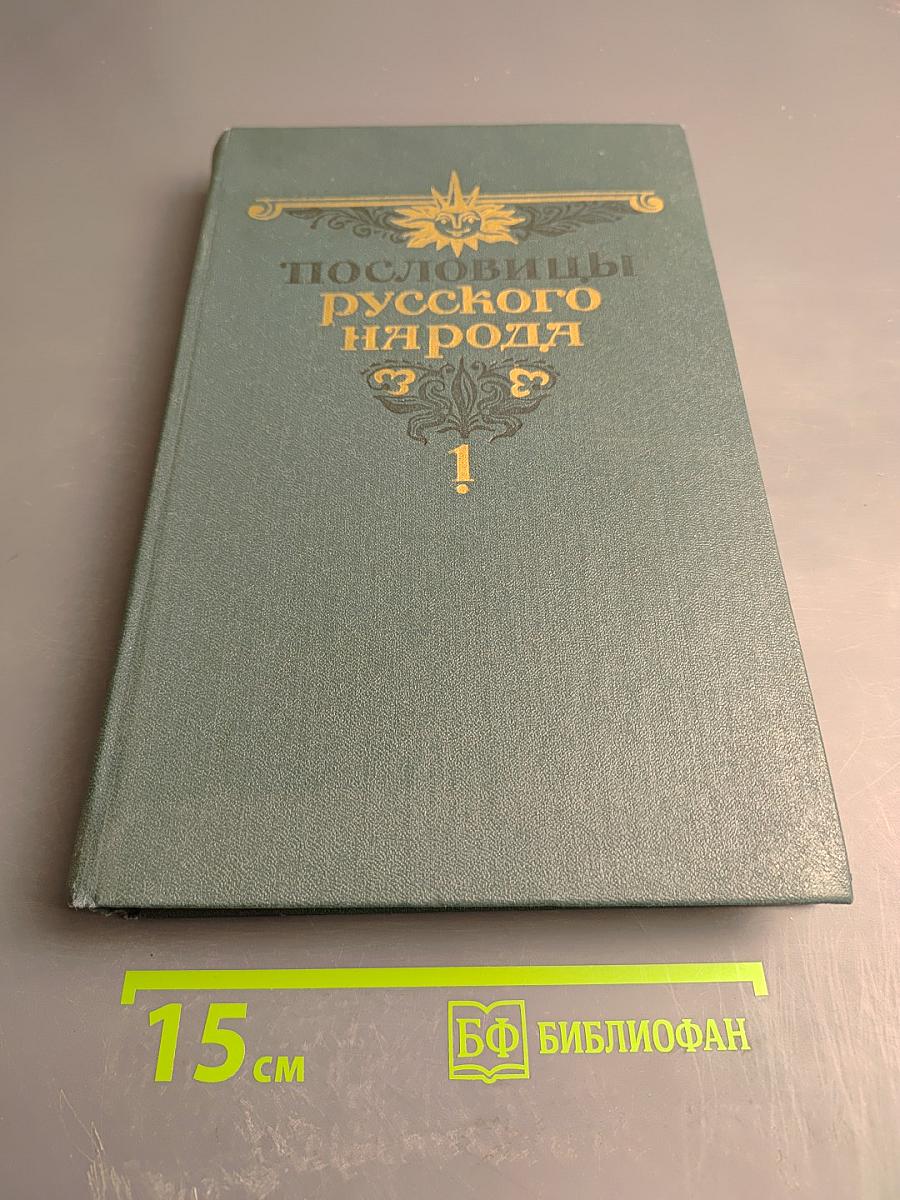 ПОСЛОВИЦЫ
РУССКОГО
НАРОДА
1
15 см
БФ БИБЛИОФАН